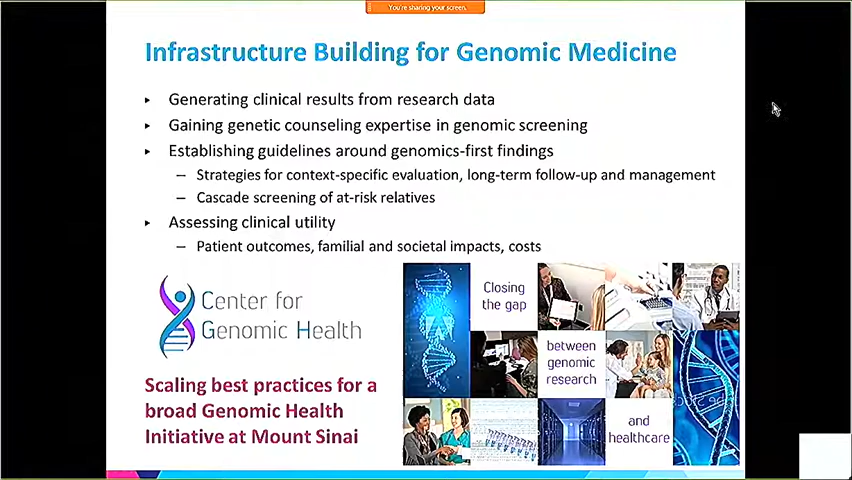 You're sharing your screen.
Infrastructure Building for Genomic Medicine
▸ Generating clinical results from research data
▸ Gaining genetic counseling expertise in genomic screening
▸ Establishing guidelines around genomics-first findings
– Strategies for context-specific evaluation, long-term follow-up and management
– Cascade screening of at-risk relatives
▸ Assessing clinical utility
– Patient outcomes, familial and societal impacts, costs
Center for
Genomic Health
Scaling best practices for a
broad Genomic Health
Initiative at Mount Sinai
Closing
the gap
between
genomic
research
and
healthcare